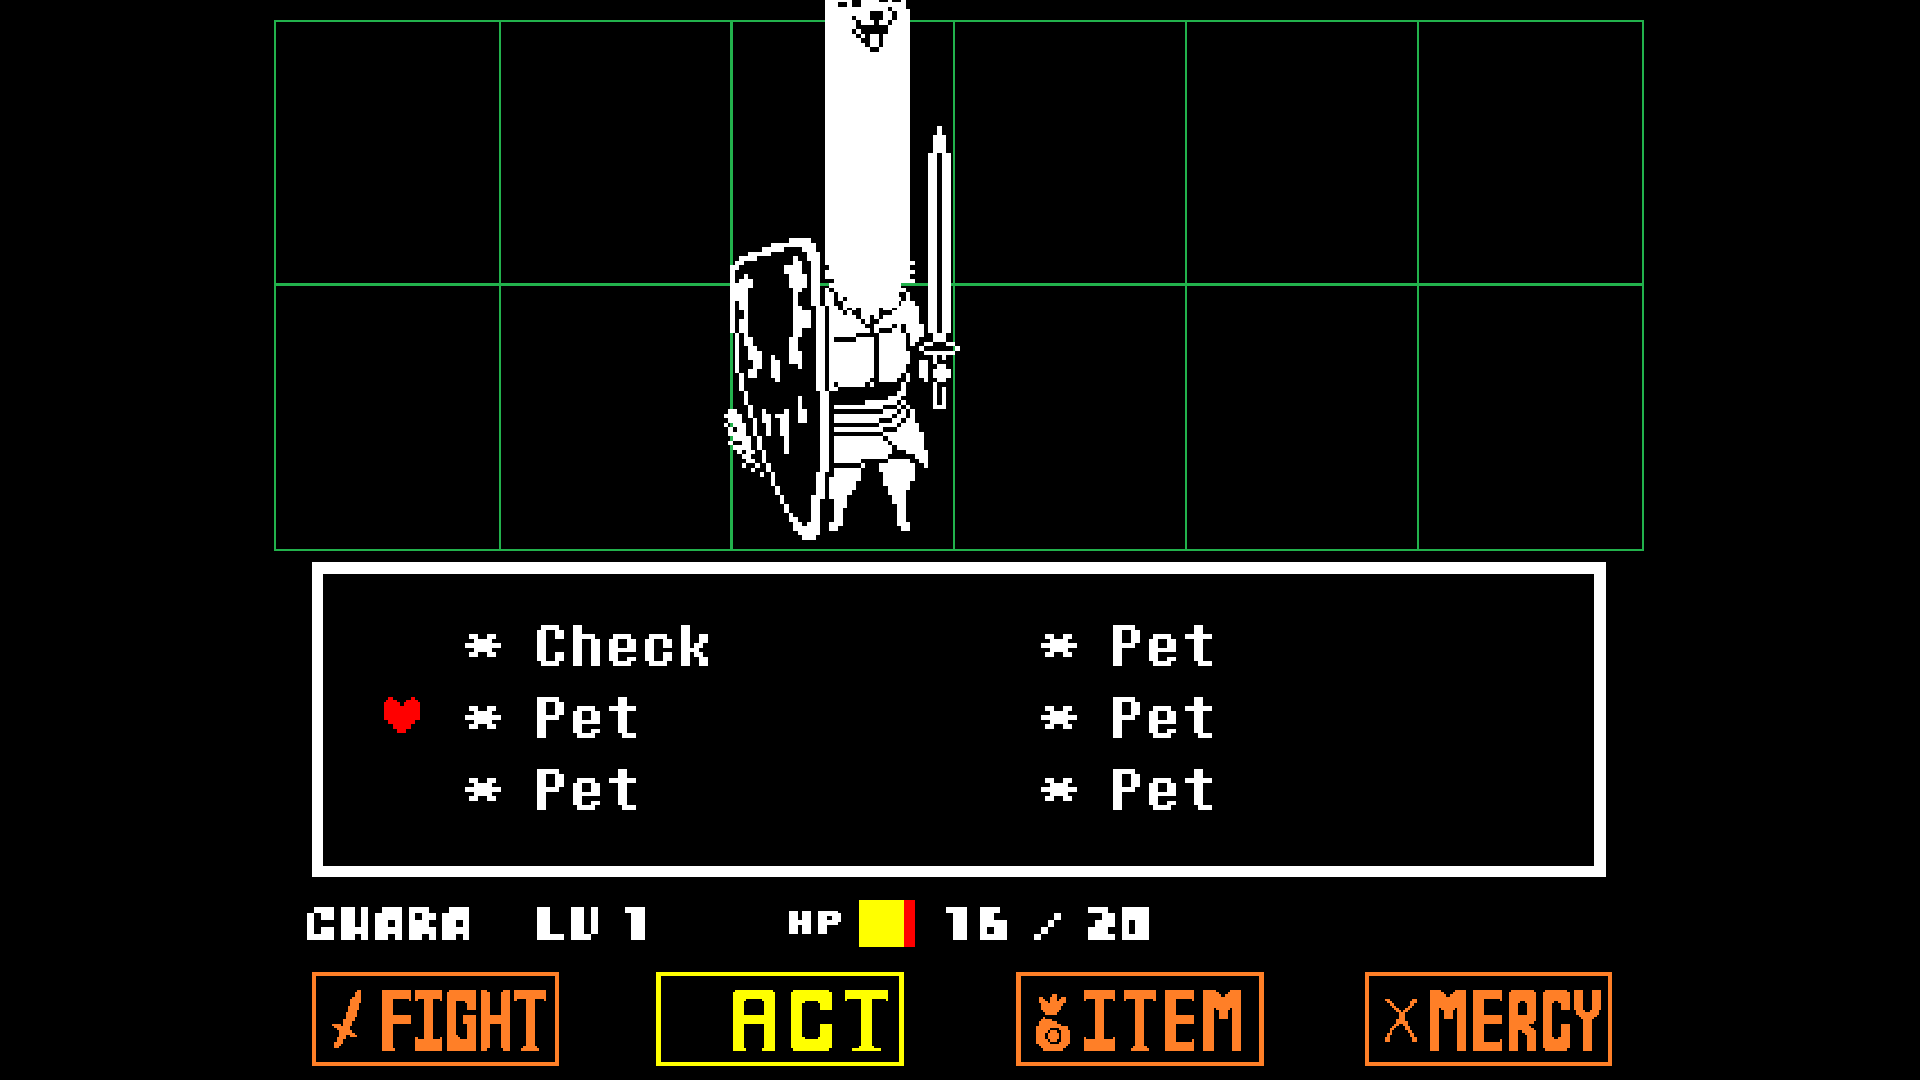 * Check * Pet
* Pet * Pet
* Pet * Pet
CHARA LV 1 HP 16 / 20
FIGHT ACT ITEM MERCY